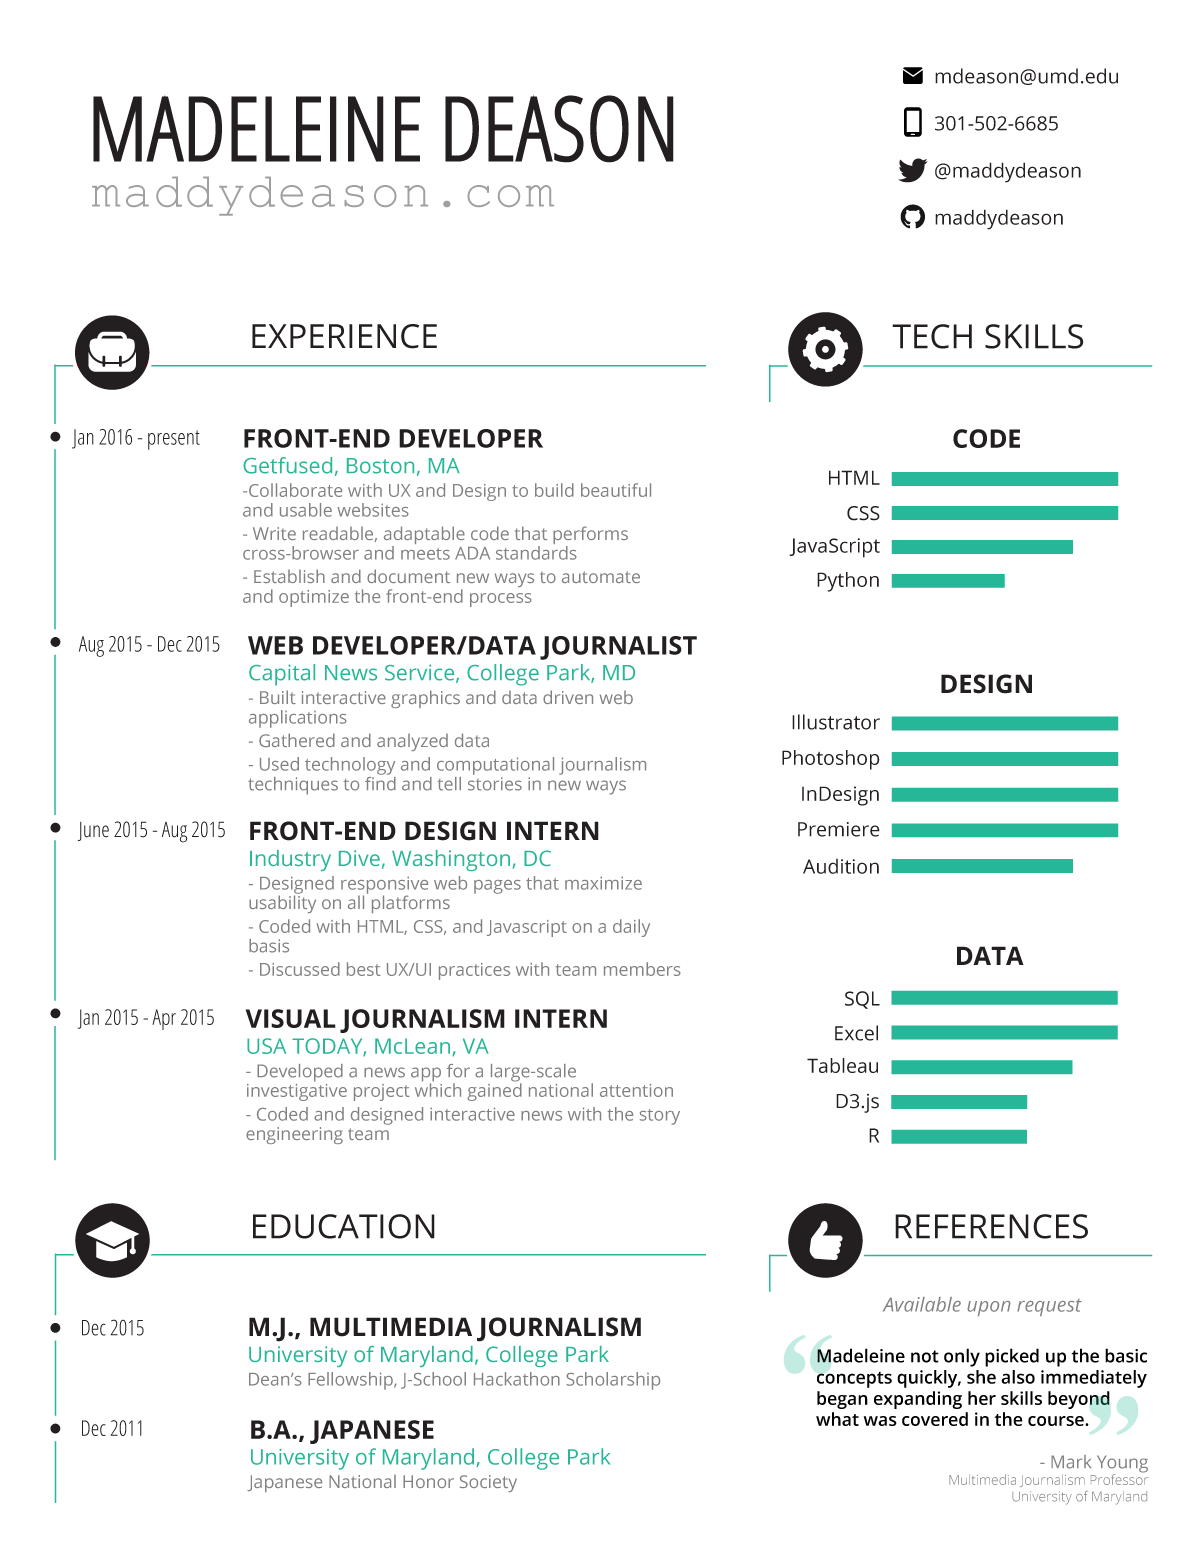 MADELEINE DEASON
maddydeason.com
mdeason@umd.edu
301-502-6685
@maddydeason
maddydeason
EXPERIENCE
Jan 2016 - present
FRONT-END DEVELOPER
Getfused, Boston, MA
-Collaborate with UX and Design to build beautiful
and usable websites
- Write readable, adaptable code that performs
cross-browser and meets ADA standards
- Establish and document new ways to automate
and optimize the front-end process
Aug 2015 - Dec 2015
WEB DEVELOPER/DATA JOURNALIST
Capital News Service, College Park, MD
- Built interactive graphics and data driven web
applications
- Gathered and analyzed data
- Used technology and computational journalism
techniques to find and tell stories in new ways
June 2015 - Aug 2015
FRONT-END DESIGN INTERN
Industry Dive, Washington, DC
- Designed responsive web pages that maximize
usability on all platforms
- Coded with HTML, CSS, and Javascript on a daily
basis
- Discussed best UX/UI practices with team members
Jan 2015 - Apr 2015
VISUAL JOURNALISM INTERN
USA TODAY, McLean, VA
- Developed a news app for a large-scale
investigative project which gained national attention
- Coded and designed interactive news with the story
engineering team
EDUCATION
Dec 2015
M.J., MULTIMEDIA JOURNALISM
University of Maryland, College Park
Dean's Fellowship, J-School Hackathon Scholarship
Dec 2011
B.A., JAPANESE
University of Maryland, College Park
Japanese National Honor Society
TECH SKILLS
CODE
HTML
CSS
JavaScript
Python
DESIGN
Illustrator
Photoshop
InDesign
Premiere
Audition
DATA
SQL
Excel
Tableau
D3.js
R
REFERENCES
Available upon request
“Madeleine not only picked up the basic
concepts quickly, she also immediately
began expanding her skills beyond
what was covered in the course.”
- Mark Young
Multimedia Journalism Professor
University of Maryland